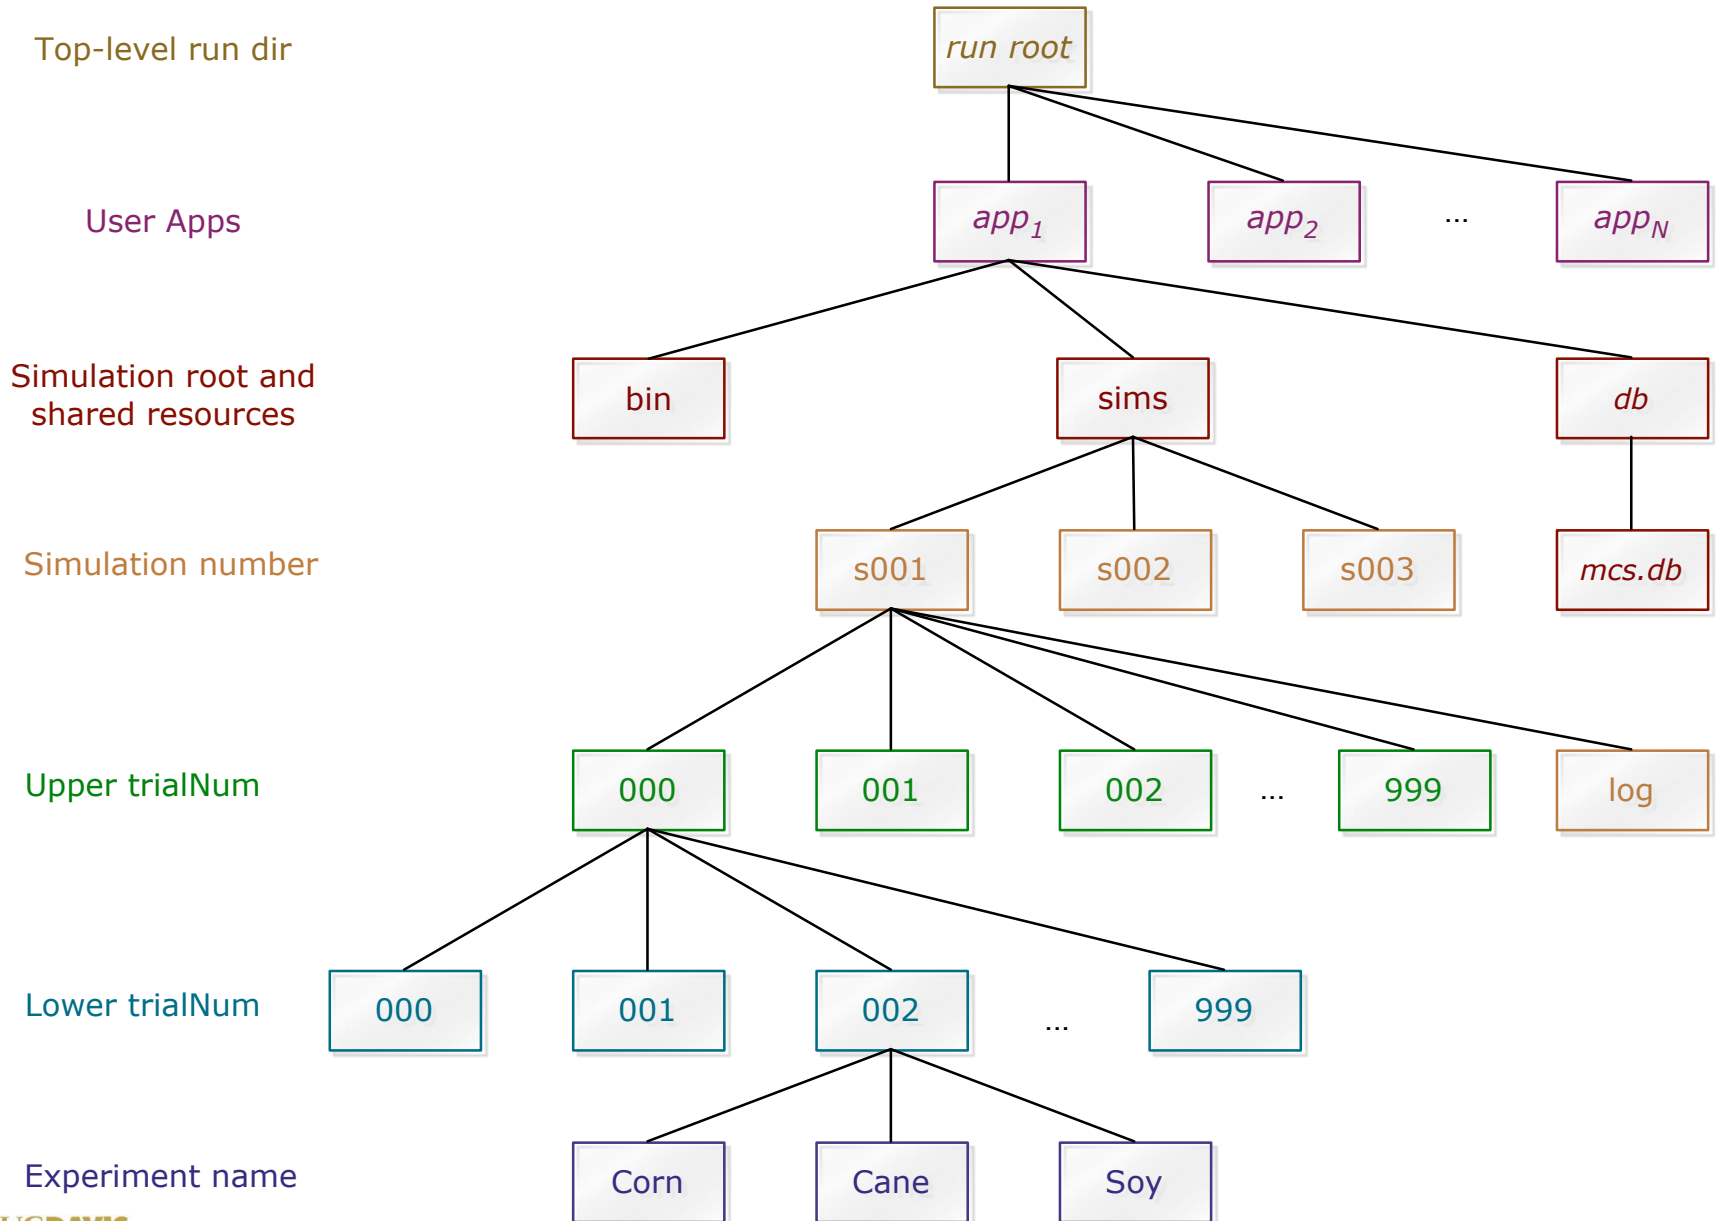 Top-level run dir
run root
User Apps
app1
app2
...
appN
Simulation root and
shared resources
bin
sims
db
Simulation number
s001
s002
s003
mcs.db
Upper trialNum
000
001
002
...
999
log
Lower trialNum
000
001
002
...
999
Experiment name
Corn
Cane
Soy
UCDAVIS